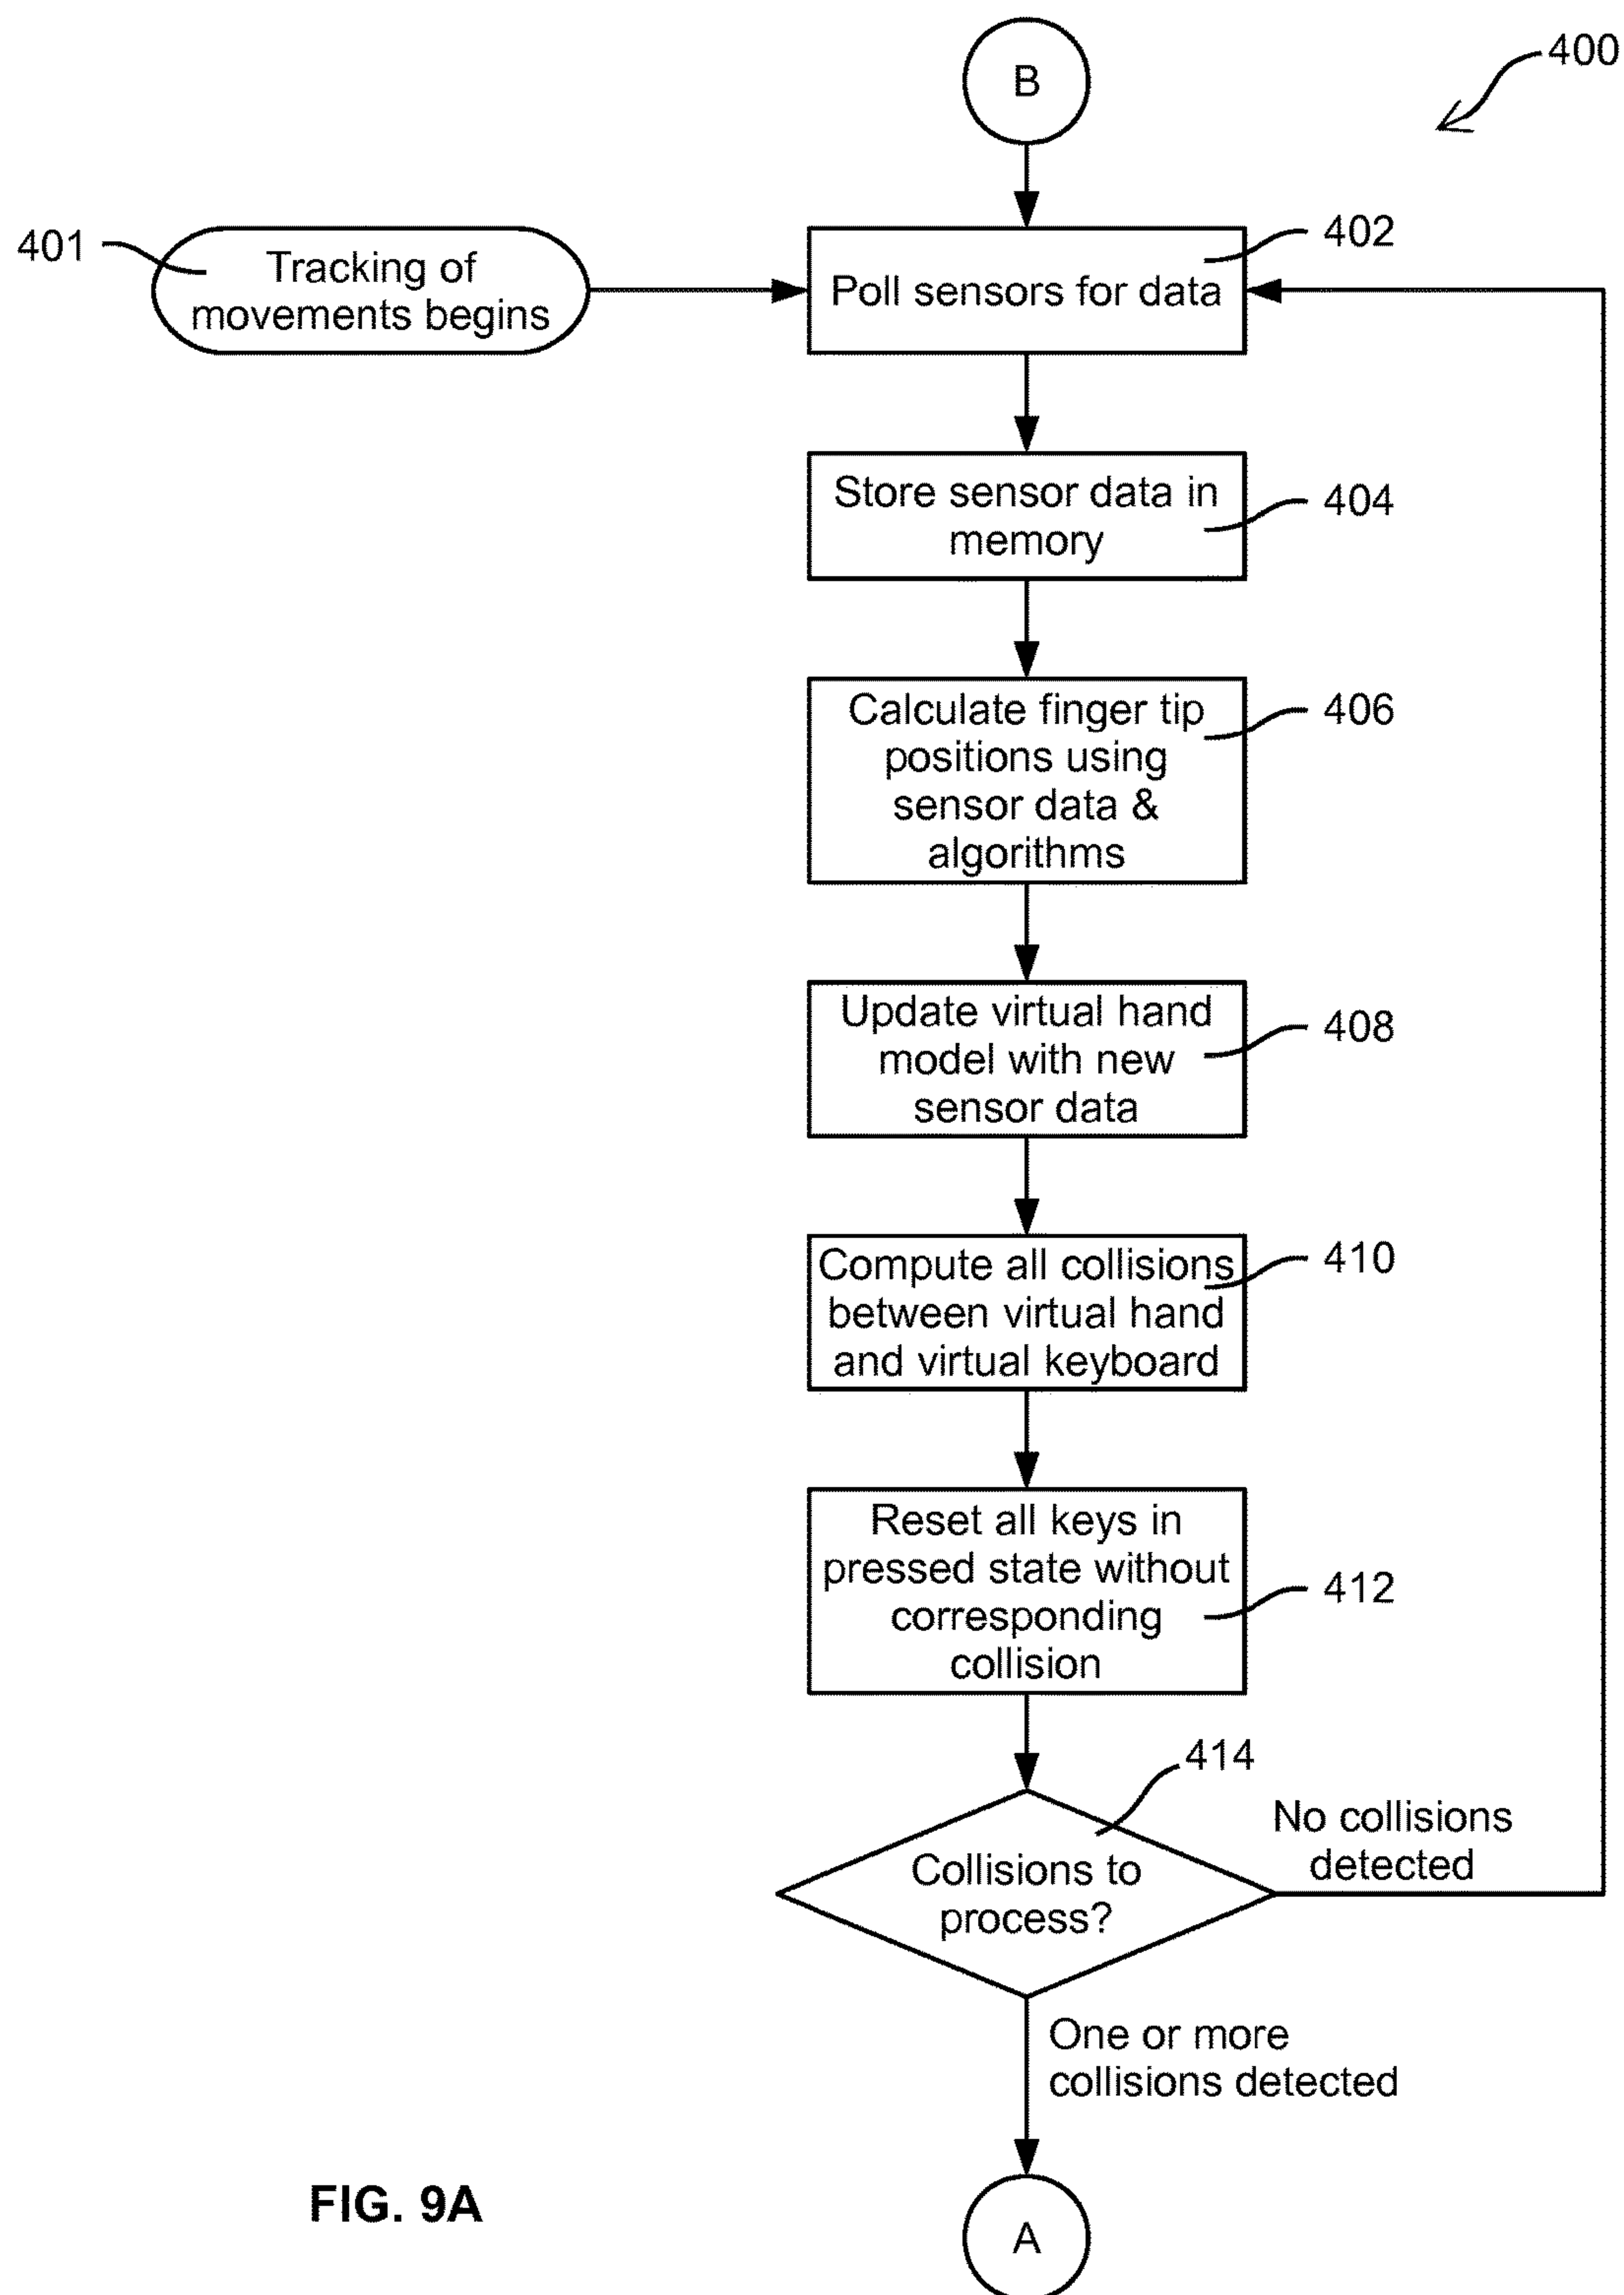 B
400
401
Tracking of
movements begins
402
Poll sensors for data
Store sensor data in
memory
404
Calculate finger tip
positions using
sensor data &
algorithms
406
Update virtual hand
model with new
sensor data
408
Compute all collisions
between virtual hand
and virtual keyboard
410
Reset all keys in
pressed state without
corresponding
collision
412
414
Collisions to
process?
No collisions
detected
One or more
collisions detected
FIG. 9A
A